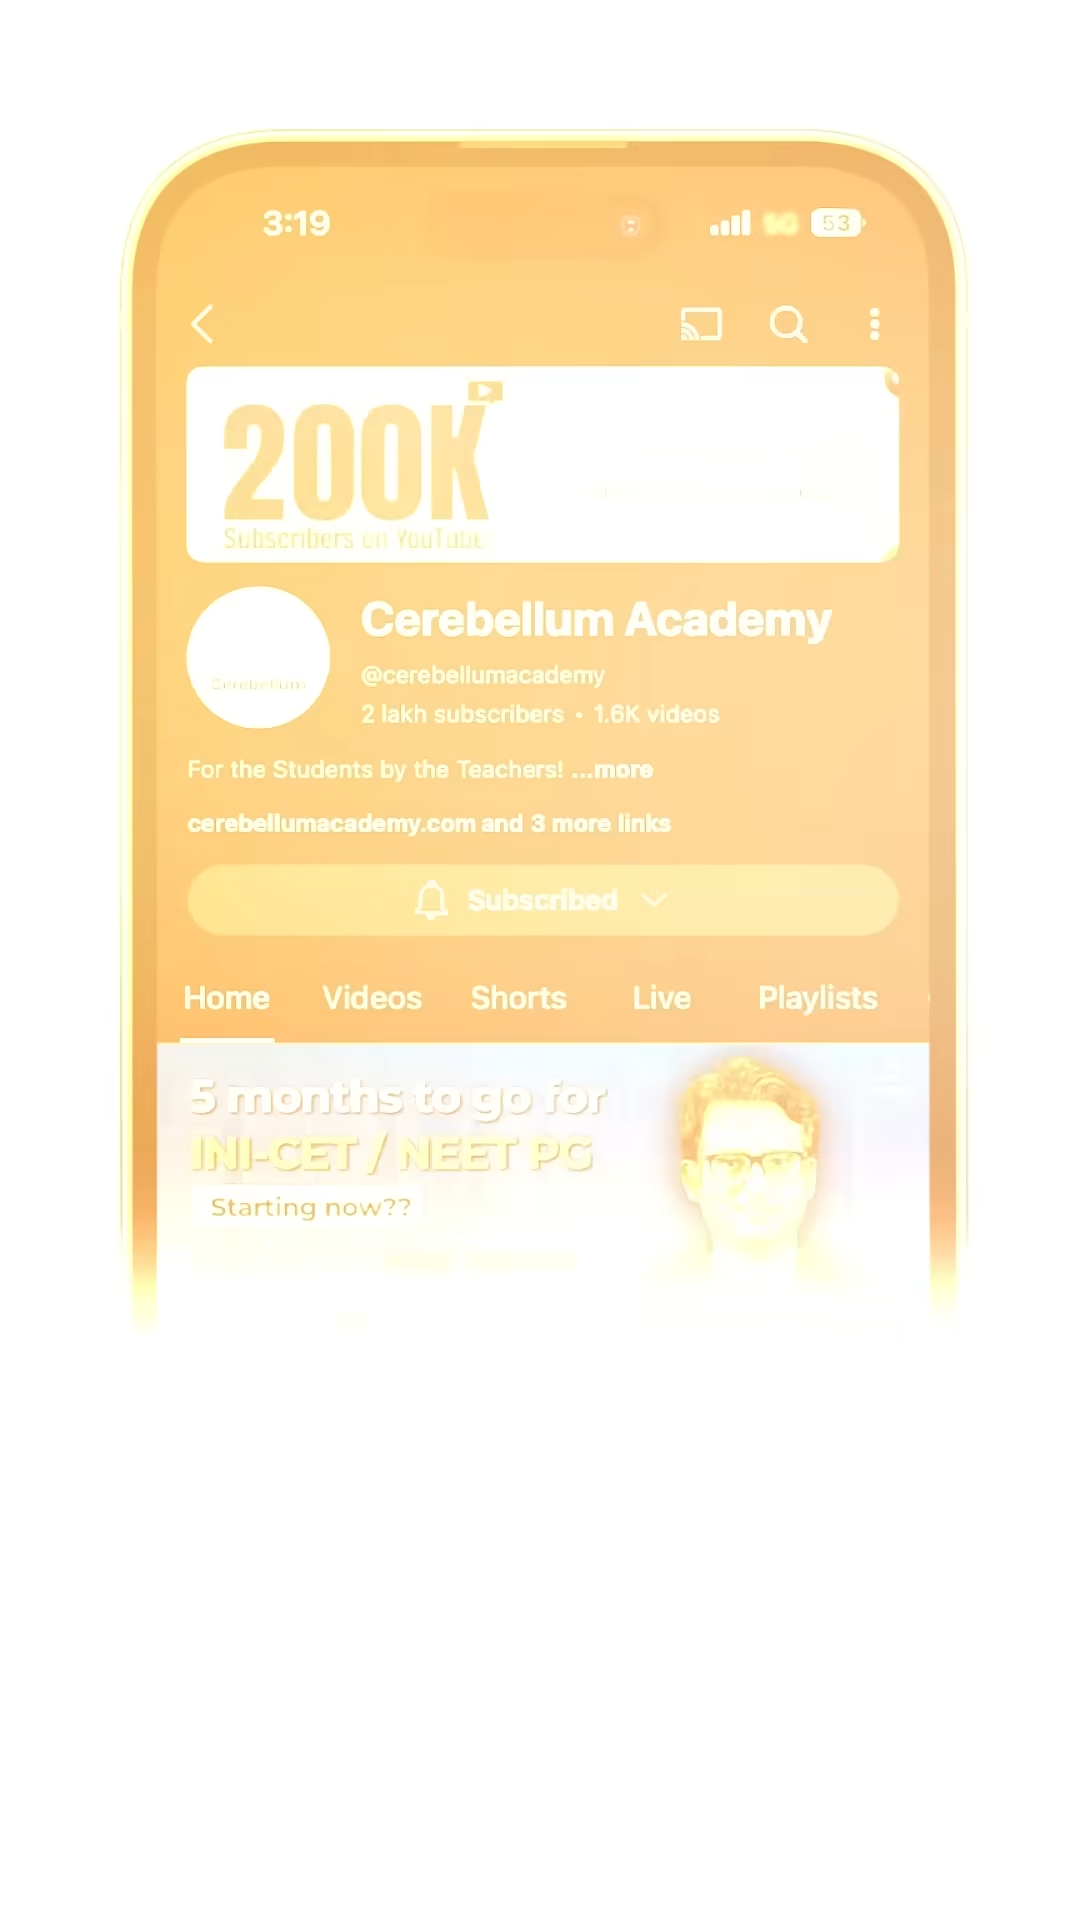 3:19
5G
53
200K
Subscribers on YouTube
Cerebellum
Cerebellum Academy
@cerebellumacademy
2 lakh subscribers • 1.6K videos
For the Students by the Teachers! ...more
cerebellumacademy.com and 3 more links
Subscribed
Home Videos Shorts Live Playlists
5 months to go for
INI-CET / NEET PG
Starting now??